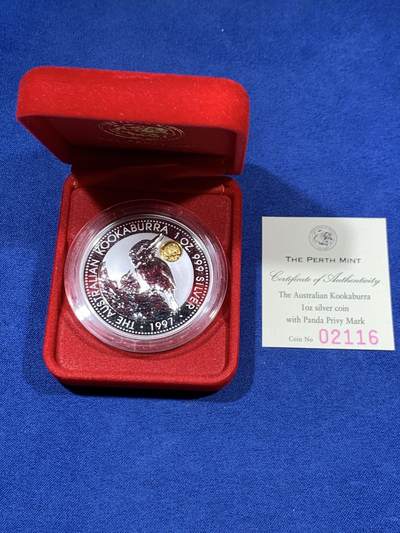 THE AUSTRALIAN KOOKABURRA 1 OZ 999 SILVER
1997
THE PERTH MINT
Certificate of Authenticity
The Australian Kookaburra
1oz silver coin
with Panda Privy Mark
Coin No 02116